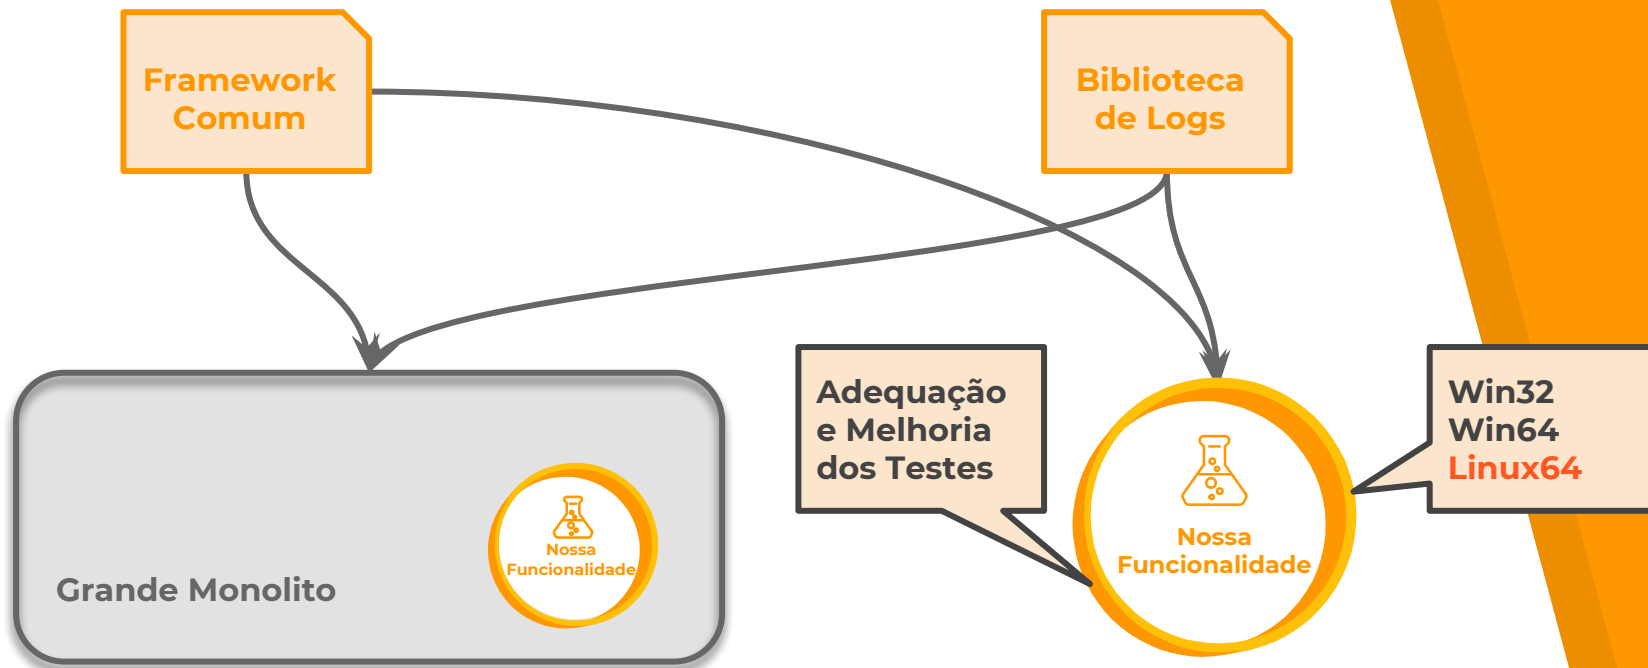 Framework
Comum
Biblioteca
de Logs
Adequação
e Melhoria
dos Testes
Win32
Win64
Linux64
Nossa
Funcionalidade
Nossa
Funcionalidade
Grande Monolito